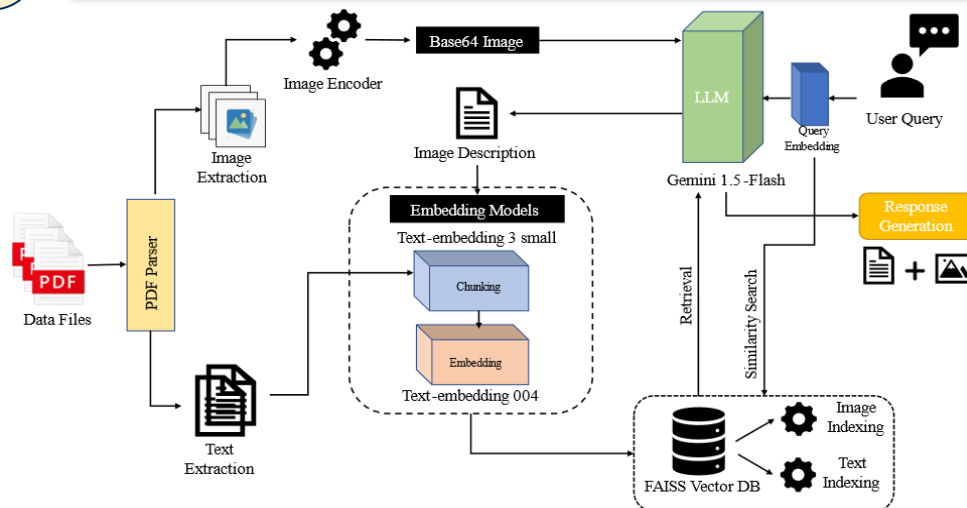 Base64 Image
Image Encoder
LLM
User Query
Query
Embedding
Image
Extraction
Image Description
Gemini 1.5-Flash
Response
Generation
Embedding Models
Text-embedding 3 small
PDF
PDF Parser
Chunking
Data Files
Embedding
Text-embedding 004
Retrieval
Similarity Search
Text
Extraction
FAISS Vector DB
Image
Indexing
Text
Indexing